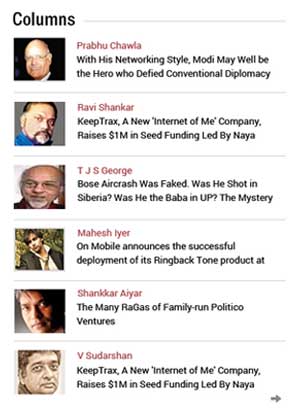 Columns
Prabhu Chawla
With His Networking Style, Modi May Well be
the Hero who Defied Conventional Diplomacy
Ravi Shankar
KeepTrax, A New 'Internet of Me' Company,
Raises $1M in Seed Funding Led By Naya
T J S George
Bose Aircrash Was Faked. Was He Shot in
Siberia? Was He the Baba in UP? The Mystery
Mahesh Iyer
On Mobile announces the successful
deployment of its Ringback Tone product at
Shankkar Aiyar
The Many RaGas of Family-run Politico
Ventures
V Sudarshan
KeepTrax, A New 'Internet of Me' Company,
Raises $1M in Seed Funding Led By Naya